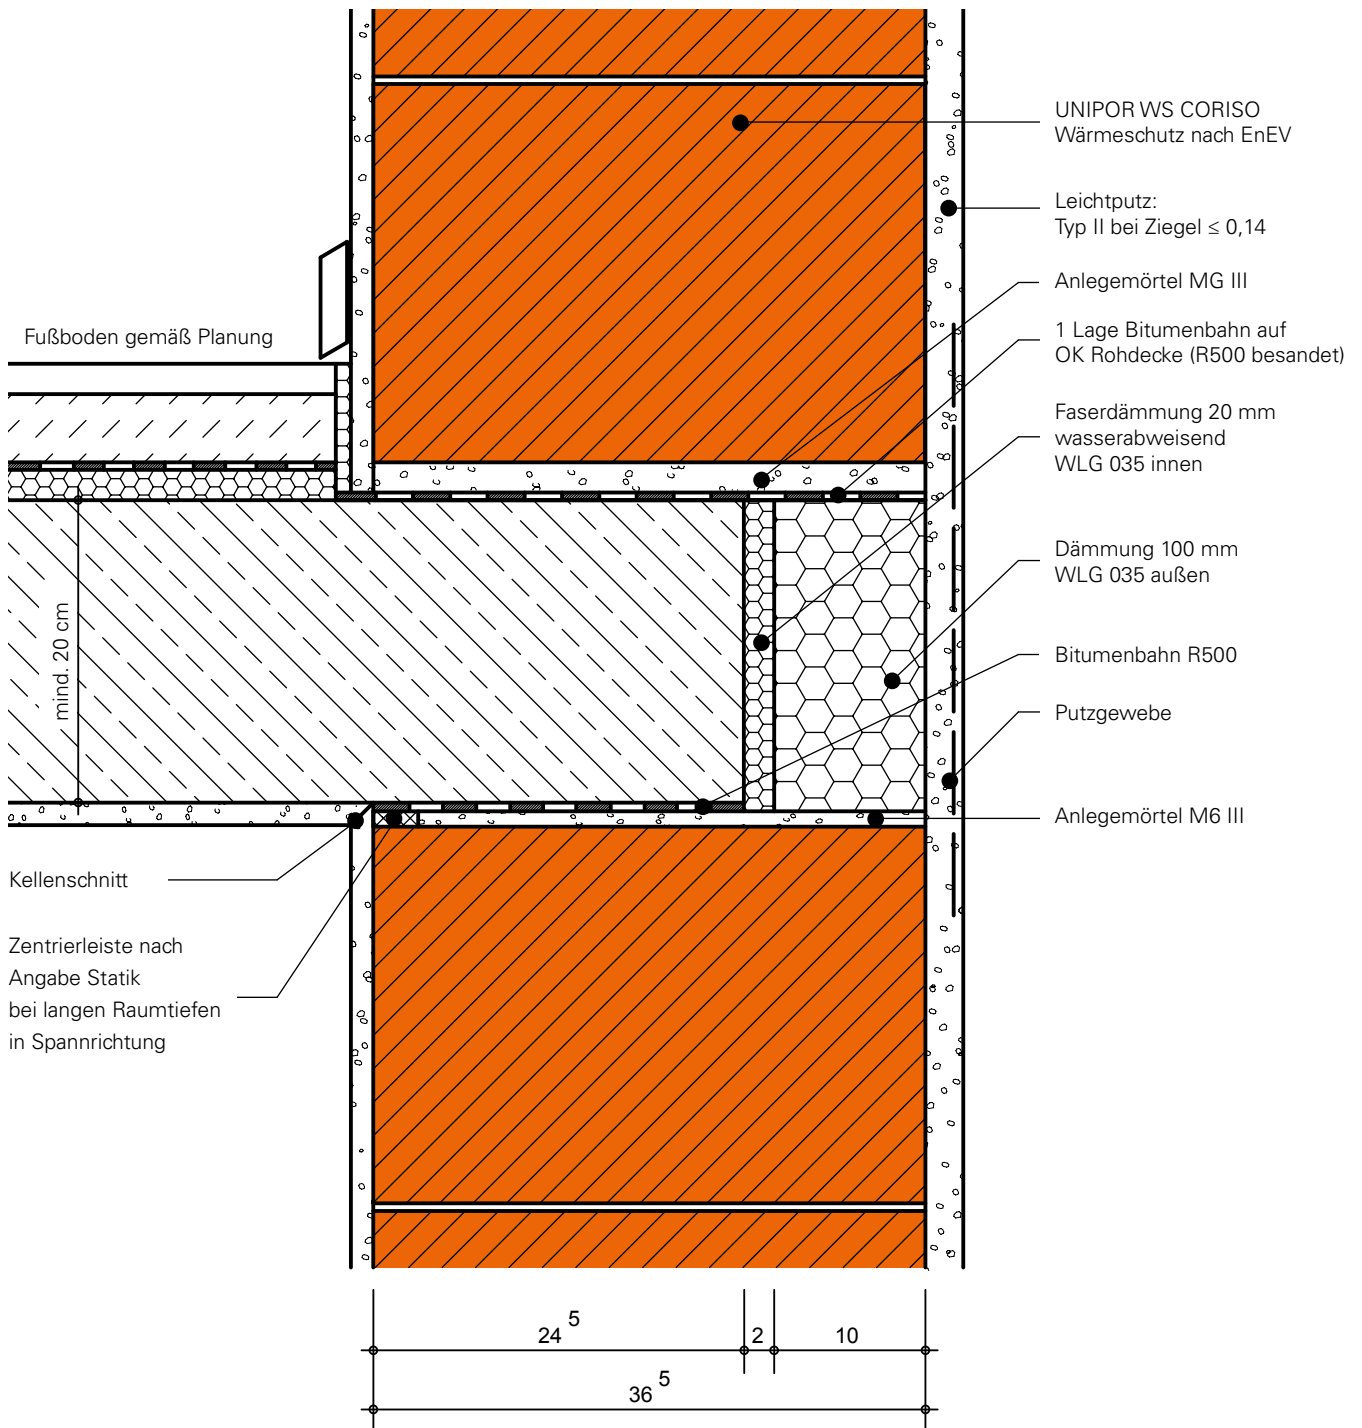 UNIPOR WS CORISO
Wärmeschutz nach EnEV
Leichtputz:
Typ II bei Ziegel ≤ 0,14
Anlegemörtel MG III
1 Lage Bitumenbahn auf
OK Rohdecke (R500 besandet)
Fußboden gemäß Planung
Faserdämmung 20 mm
wasserabweisend
WLG 035 innen
Dämmung 100 mm
WLG 035 außen
mind. 20 cm
Bitumenbahn R500
Putzgewebe
Anlegemörtel M6 III
Kellenschnitt
Zentrierleiste nach
Angabe Statik
bei langen Raumtiefen
in Spannrichtung
24 5 2 10
36 5